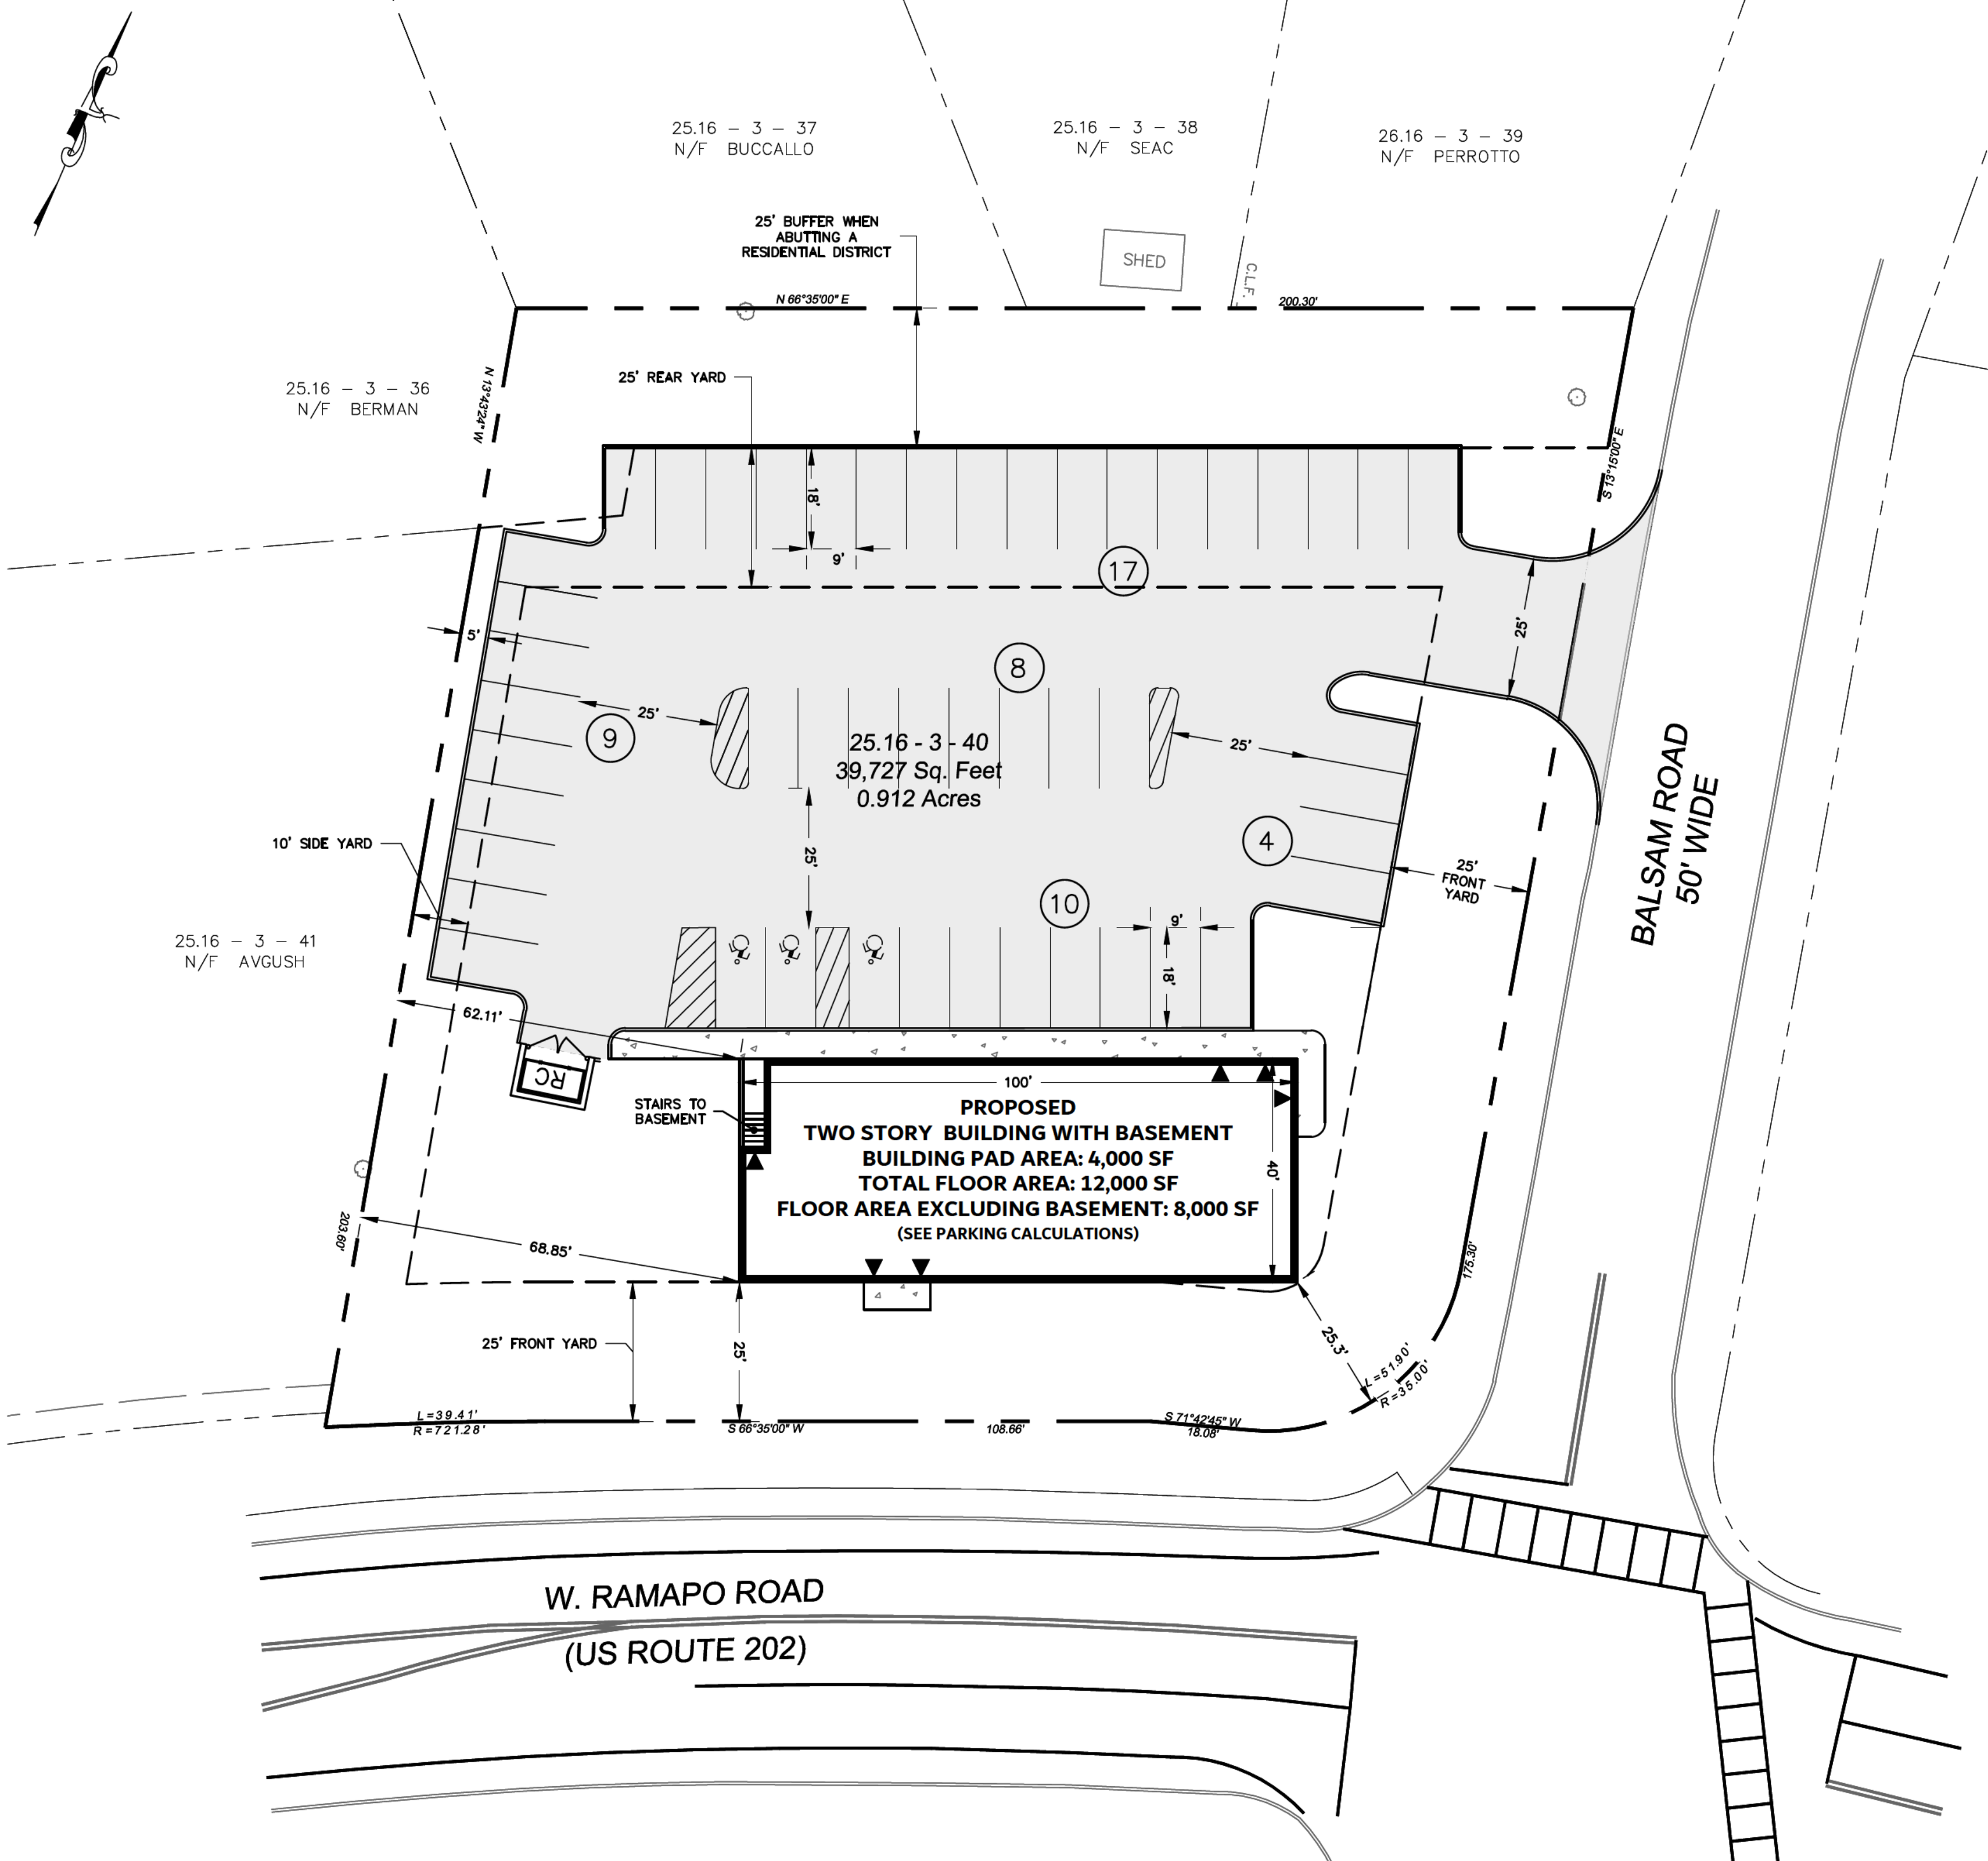 25.16 - 3 - 37
N/F BUCCALLO
25.16 - 3 - 38
N/F SEAC
26.16 - 3 - 39
N/F PERROTTO
25' BUFFER WHEN
ABUTTING A
RESIDENTIAL DISTRICT
SHED
C.L.F.
N 66°35'00" E
200.30'
25' REAR YARD
25.16 - 3 - 36
N/F BERMAN
N 13°43'24" W
S 13°15'00" E
18'
9'
17
25'
5'
8
25'
9
25'
25.16 - 3 - 40
39,727 Sq. Feet
0.912 Acres
BALSAM ROAD
50' WIDE
10' SIDE YARD
25'
4
25'
FRONT
YARD
10
9'
18'
25.16 - 3 - 41
N/F AVGUSH
62.11'
RC
STAIRS TO
BASEMENT
100'
PROPOSED
TWO STORY BUILDING WITH BASEMENT
BUILDING PAD AREA: 4,000 SF
TOTAL FLOOR AREA: 12,000 SF
FLOOR AREA EXCLUDING BASEMENT: 8,000 SF
(SEE PARKING CALCULATIONS)
40'
203.60'
68.85'
175.30'
25' FRONT YARD
25'
25.3'
L=51.90'
R=35.00'
L=39.41'
R=721.28'
S 66°35'00" W
108.66'
S 71°42'45" W
18.08'
W. RAMAPO ROAD
(US ROUTE 202)